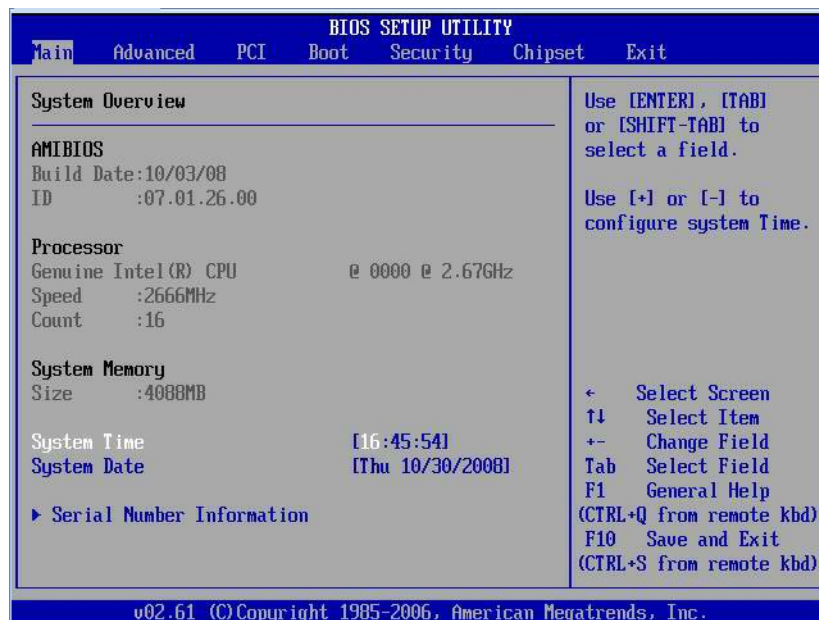 BIOS SETUP UTILITY
Main Advanced PCI Boot Security Chipset Exit
System Overview
AMIBIOS
Build Date:10/03/08
ID :07.01.26.00
Processor
Genuine Intel(R) CPU @ 0000 @ 2.67GHz
Speed :2666MHz
Count :16
System Memory
Size :4088MB
System Time [16:45:54]
System Date [Thu 10/30/2008]
▶ Serial Number Information
Use [ENTER], [TAB]
or [SHIFT-TAB] to
select a field.
Use [+] or [-] to
configure system Time.
← Select Screen
↑↓ Select Item
+- Change Field
Tab Select Field
F1 General Help
(CTRL+Q from remote kbd)
F10 Save and Exit
(CTRL+S from remote kbd)
v02.61 (C)Copyright 1985-2006, American Megatrends, Inc.